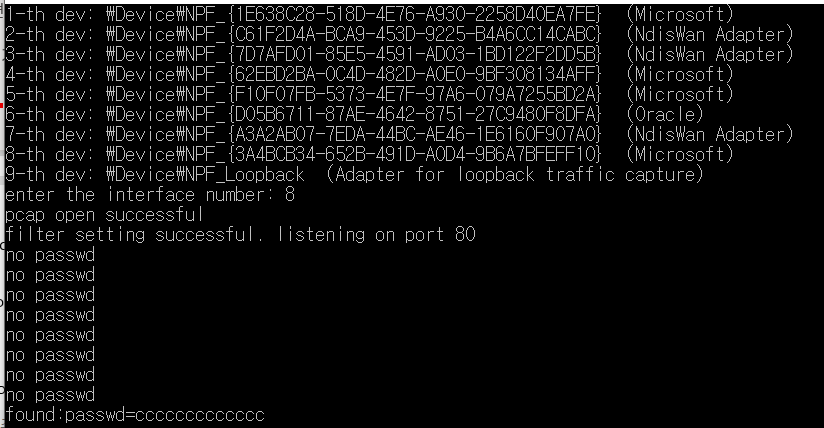 1-th dev: ₩Device₩NPF_{1E638C28-518D-4E76-A930-2258D40EA7FE}  (Microsoft)
2-th dev: ₩Device₩NPF_{C61F2D4A-BCA9-453D-9225-B4A6CC14CABC}  (NdisWan Adapter)
3-th dev: ₩Device₩NPF_{7D7AFD01-85E5-4591-AD03-1BD122F2DD5B}  (NdisWan Adapter)
4-th dev: ₩Device₩NPF_{62EBD2BA-0C4D-482D-A0E0-9BF308134AFF}  (Microsoft)
5-th dev: ₩Device₩NPF_{F10F07FB-5373-4E7F-97A6-079A7255BD2A}  (Microsoft)
6-th dev: ₩Device₩NPF_{D05B6711-87AE-4642-8751-27C9480F8DFA}  (Oracle)
7-th dev: ₩Device₩NPF_{A3A2AB07-7EDA-44BC-AE46-1E6160F907A0}  (NdisWan Adapter)
8-th dev: ₩Device₩NPF_{3A4BCB34-652B-491D-A0D4-9B6A7BFEFF10}  (Microsoft)
9-th dev: ₩Device₩NPF_Loopback  (Adapter for loopback traffic capture)
enter the interface number: 8
pcap open successful
filter setting successful. listening on port 80
no passwd
no passwd
no passwd
no passwd
no passwd
no passwd
no passwd
no passwd
found:passwd=ccccccccccccc